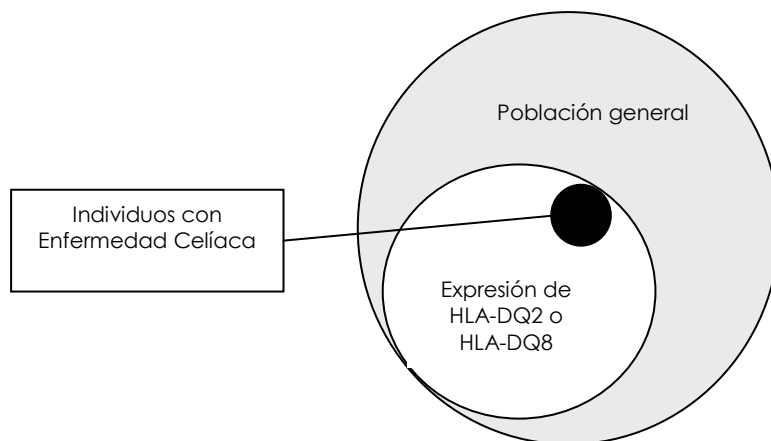 Población general
Individuos con
Enfermedad Celíaca
Expresión de
HLA-DQ2 o
HLA-DQ8